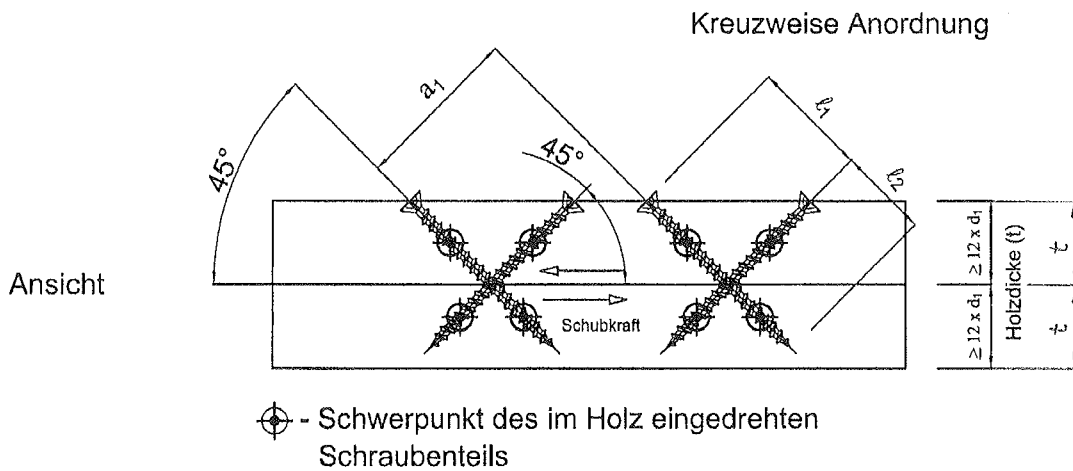 Kreuzweise Anordnung
a₁
ℓ₁
45°
45°
ℓ₂
Ansicht
Schubkraft
≥ 12 x d₁
≥ 12 x d₁
Holzdicke (t)
t
t
- Schwerpunkt des im Holz eingedrehten
Schraubenteils